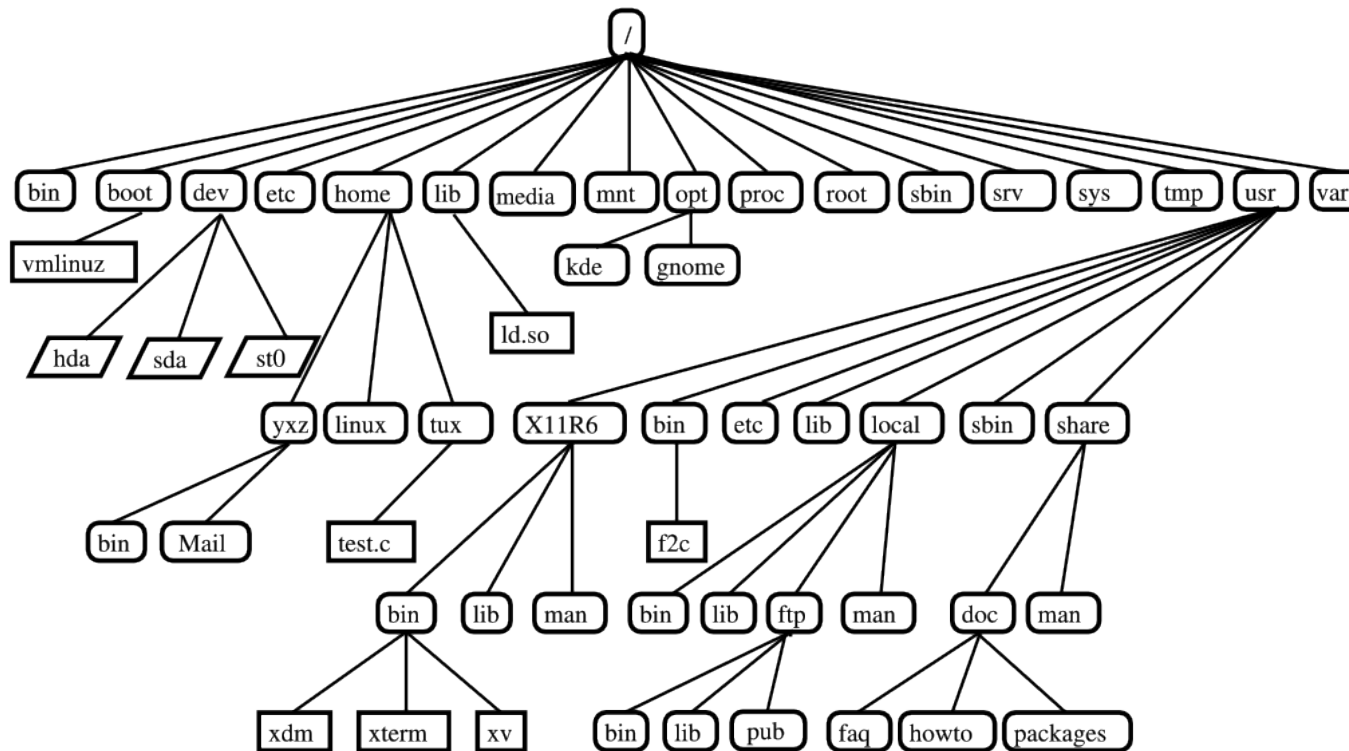 /
bin boot dev etc home lib media mnt opt proc root sbin srv sys tmp usr var
vmlinuz kde gnome
hda sda st0 ld.so
yxz linux tux X11R6 bin etc lib local sbin share
bin Mail test.c f2c
bin lib man bin lib ftp man doc man
xdm xterm xv bin lib pub faq howto packages